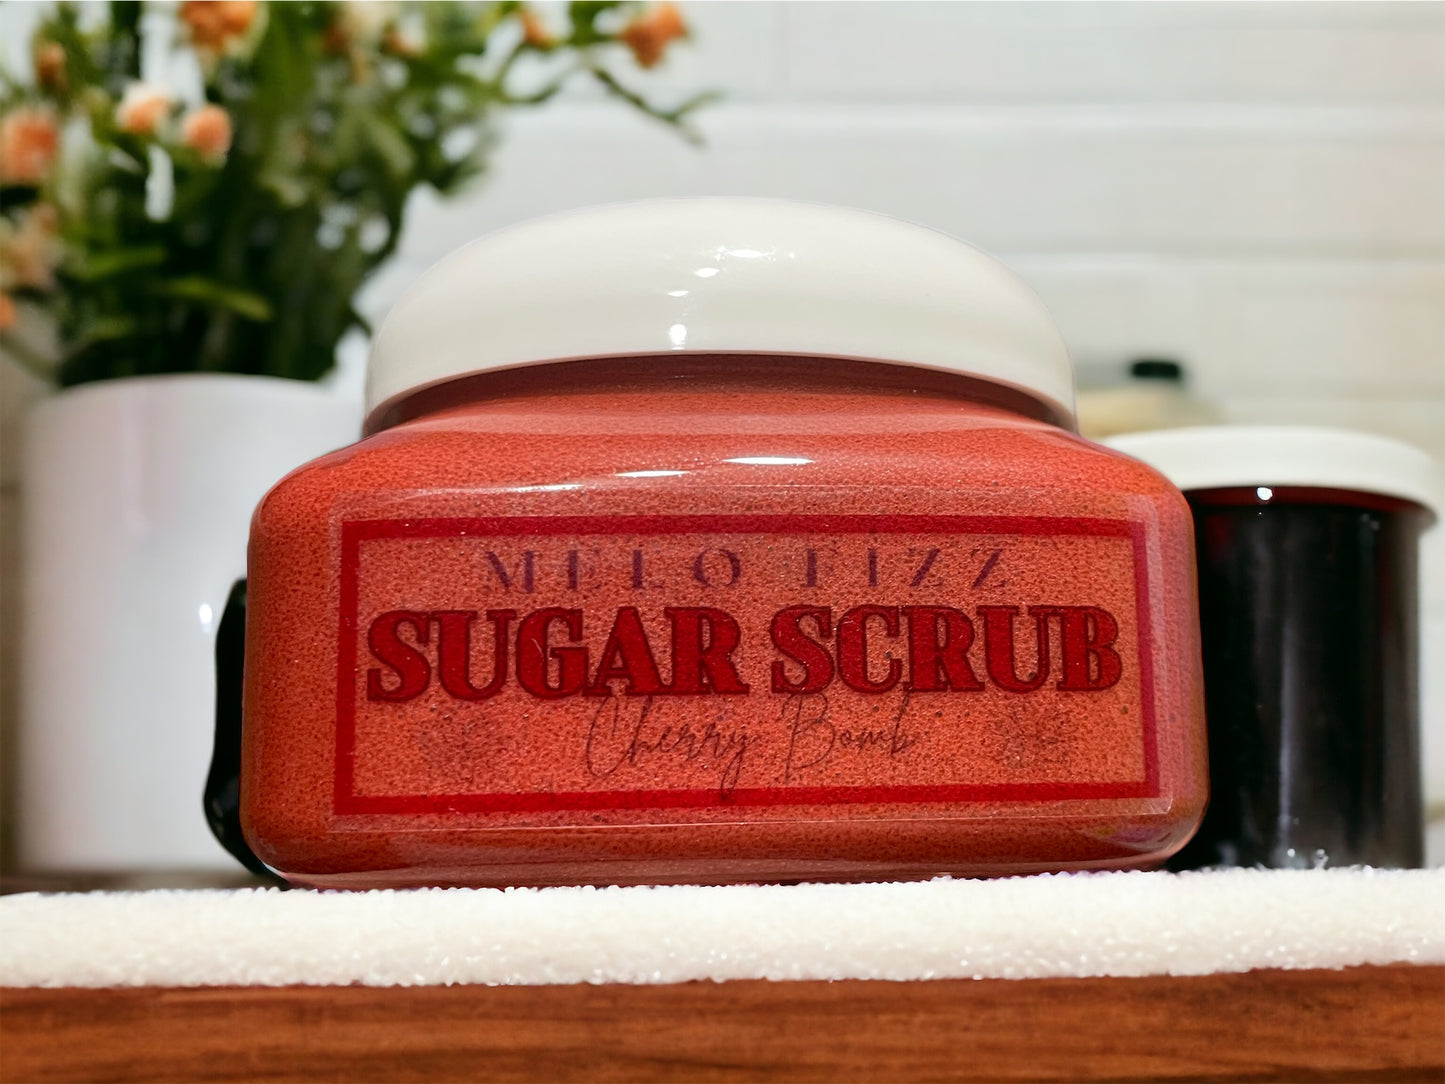 MELO FIZZ
SUGAR SCRUB
Cherry Bomb